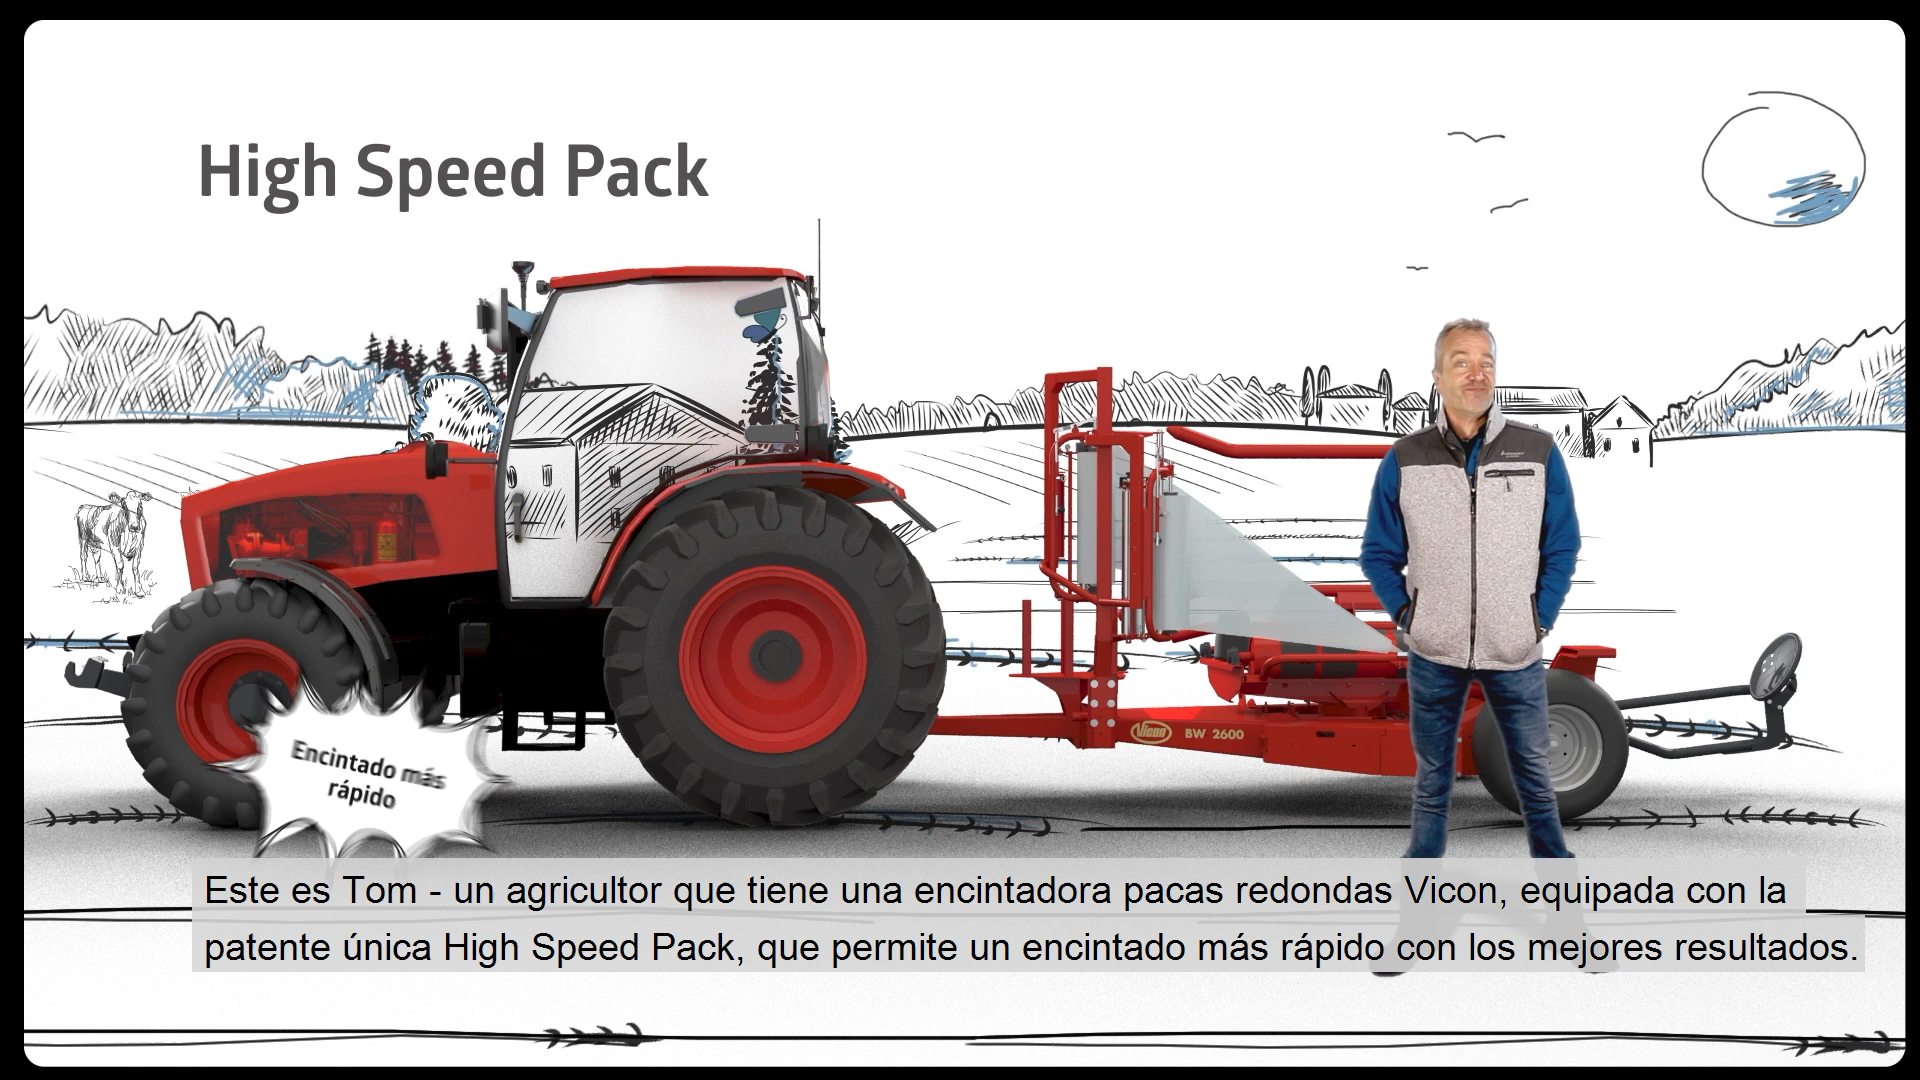 High Speed Pack
Vicon BW 2600
Encintado más
rápido
Este es Tom - un agricultor que tiene una encintadora pacas redondas Vicon, equipada con la
patente única High Speed Pack, que permite un encintado más rápido con los mejores resultados.